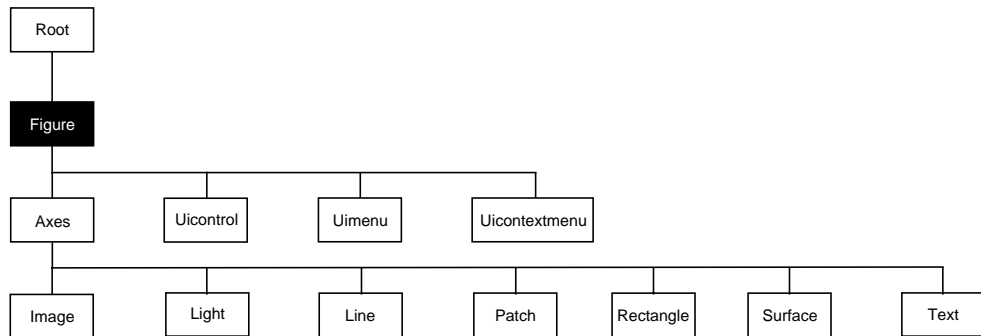 Root
Figure
Axes
Uicontrol
Uimenu
Uicontextmenu
Image
Light
Line
Patch
Rectangle
Surface
Text